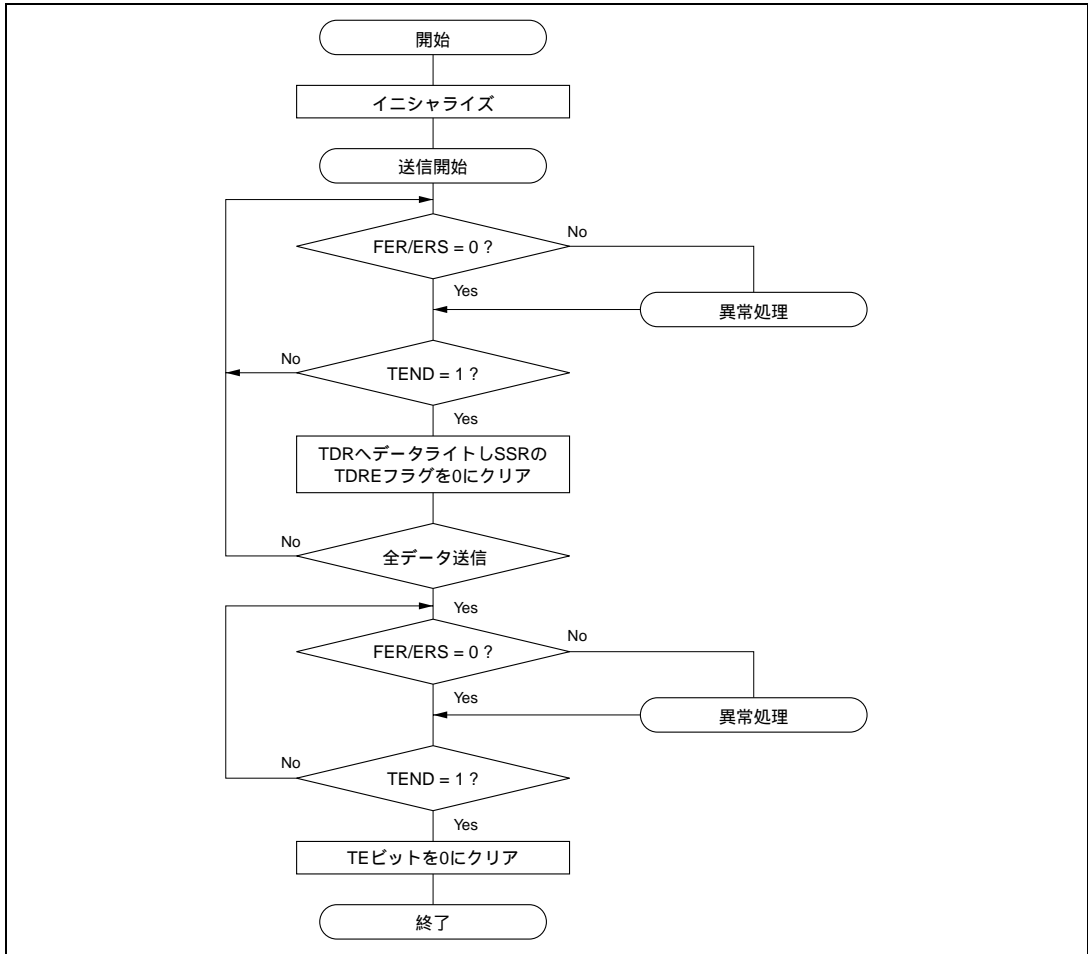 開始
イニシャライズ
送信開始
FER/ERS = 0 ?
No
Yes
異常処理
No
TEND = 1 ?
Yes
TDRへデータライトしSSRの
TDREフラグを0にクリア
No
全データ送信
Yes
FER/ERS = 0 ?
No
Yes
異常処理
No
TEND = 1 ?
Yes
TEビットを0にクリア
終了